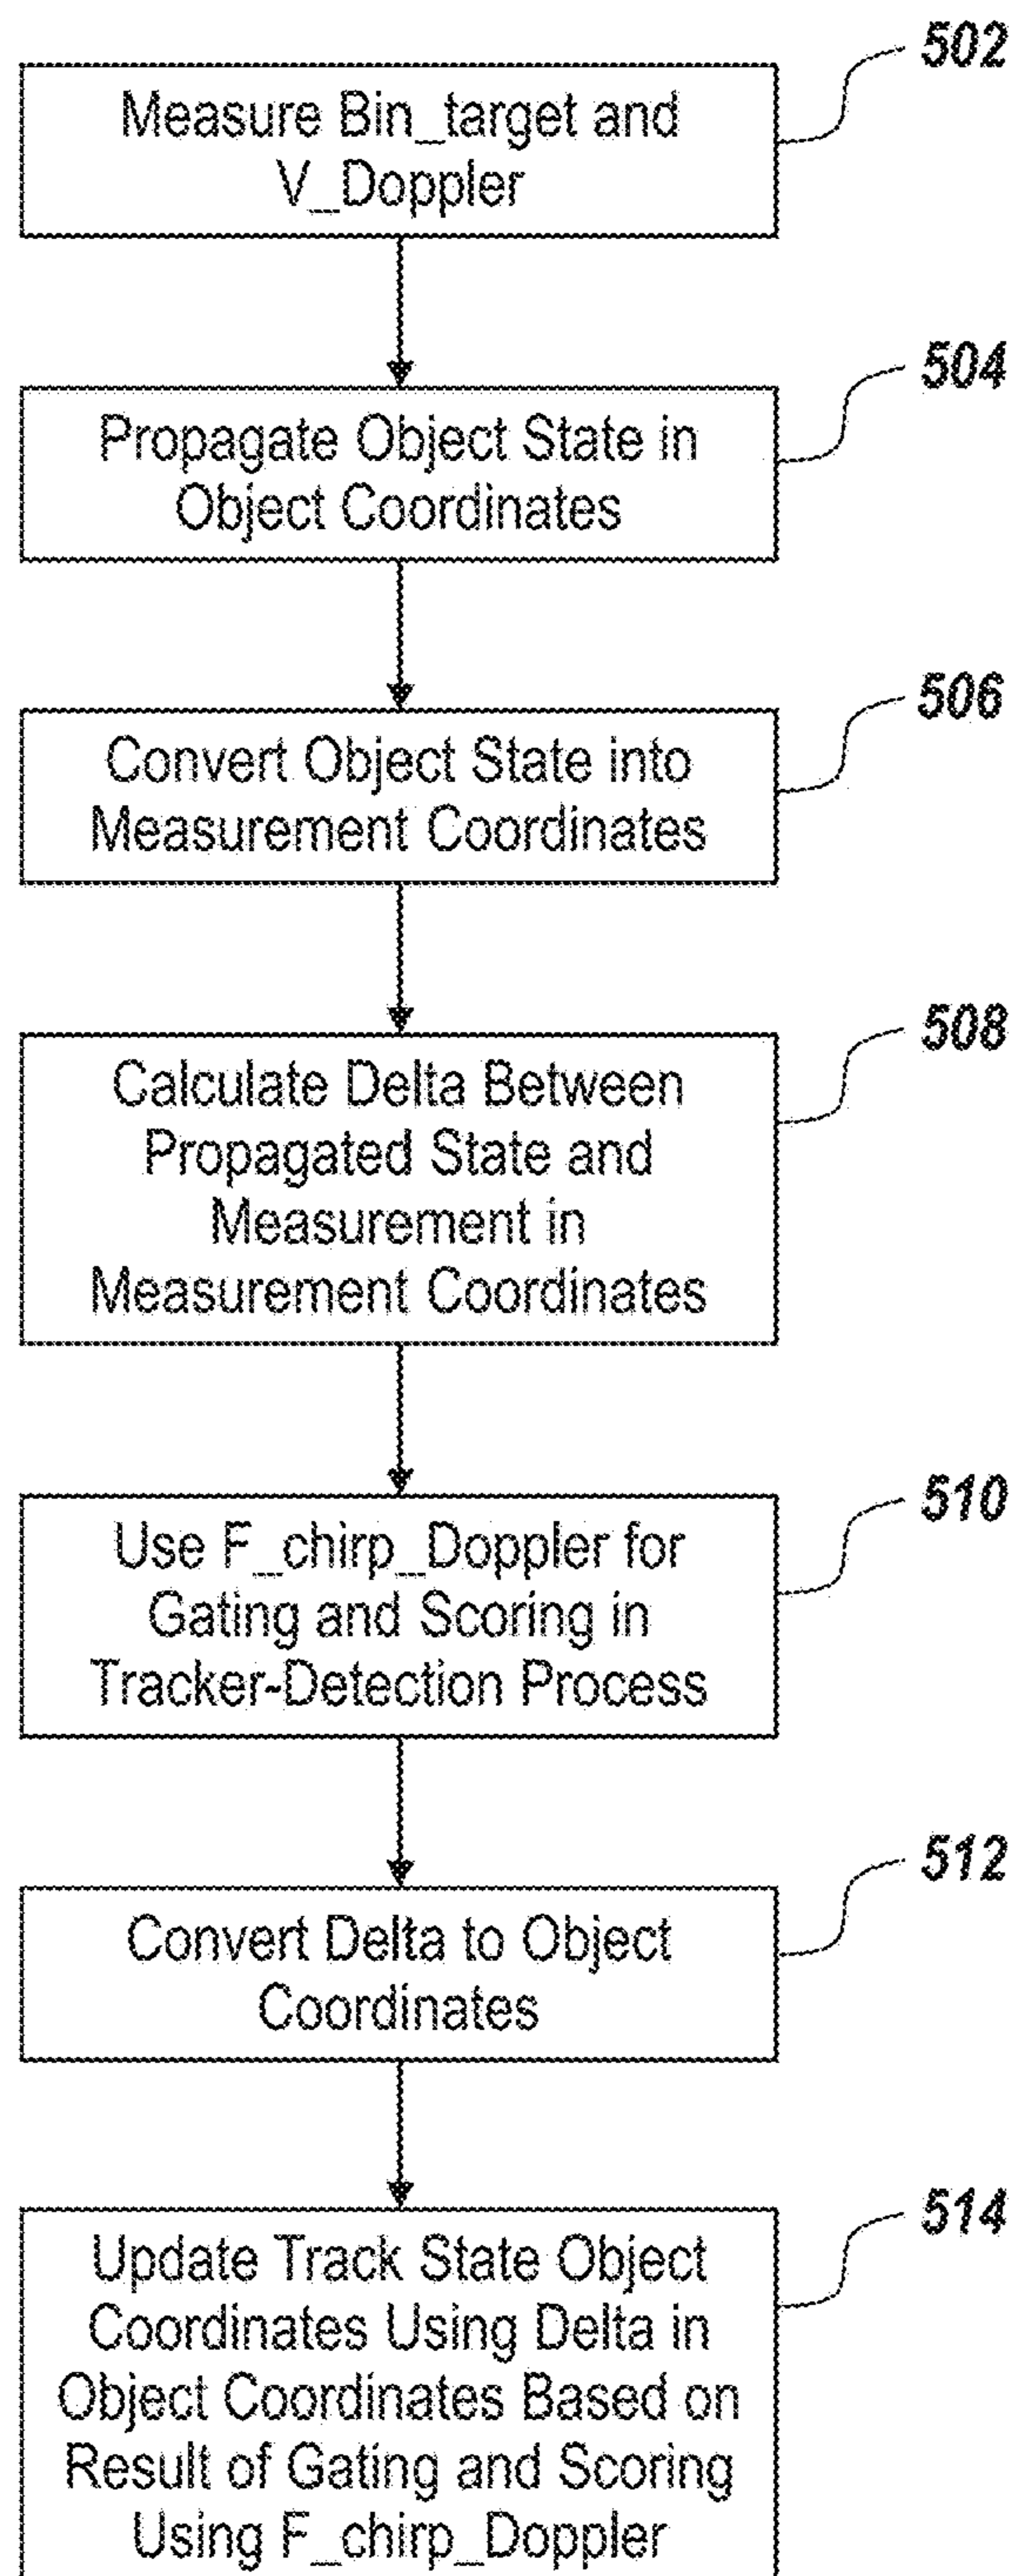 502
Measure Bin_target and
V_Doppler
504
Propagate Object State in
Object Coordinates
506
Convert Object State into
Measurement Coordinates
508
Calculate Delta Between
Propagated State and
Measurement in
Measurement Coordinates
510
Use F_chirp_Doppler for
Gating and Scoring in
Tracker-Detection Process
512
Convert Delta to Object
Coordinates
514
Update Track State Object
Coordinates Using Delta in
Object Coordinates Based on
Result of Gating and Scoring
Using F_chirp_Doppler